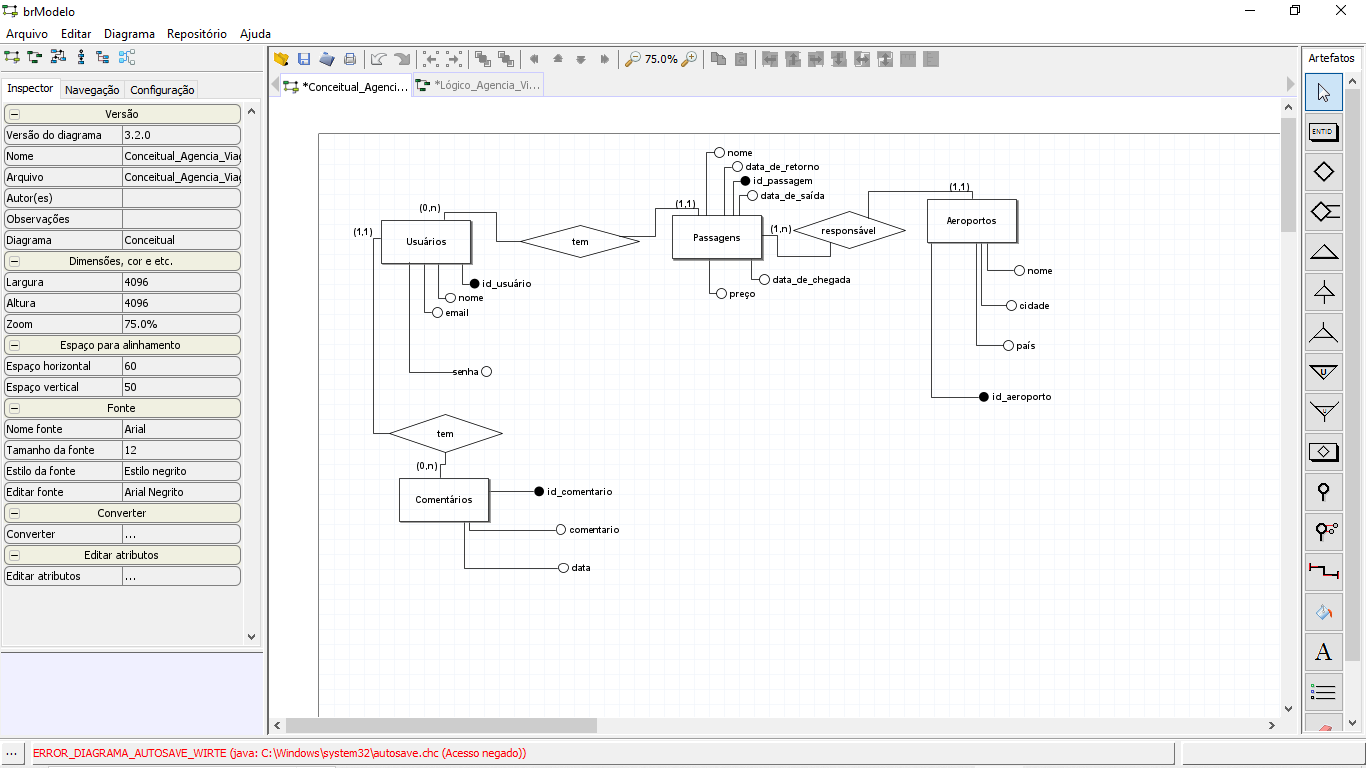 brModelo
Arquivo Editar Diagrama Repositório Ajuda
75.0%
Artefatos
Inspector Navegação Configuração
*Conceitual_Agenci... *Lógico_Agencia_Vi...
Versão
Versão do diagrama 3.2.0
Nome Conceitual_Agencia_Viag
Arquivo Conceitual_Agencia_Viag
Autor(es)
Observações
Diagrama Conceitual
Dimensões, cor e etc.
Largura 4096
Altura 4096
Zoom 75.0%
Espaço para alinhamento
Espaço horizontal 60
Espaço vertical 50
Fonte
Nome fonte Arial
Tamanho da fonte 12
Estilo da fonte Estilo negrito
Editar fonte Arial Negrito
Converter
Converter ...
Editar atributos
Editar atributos ...
nome
data_de_retorno
id_passagem
data_de_saída
(0,n)
(1,1)
(1,1)
(1,1)
Usuários
tem
Passagens
(1,n)
responsável
Aeroportos
id_usuário
nome
email
senha
data_de_chegada
preço
nome
cidade
país
id_aeroporto
tem
(0,n)
Comentários
id_comentario
comentario
data
ENTID
U
U
A
...
ERROR_DIAGRAMA_AUTOSAVE_WIRTE (java: C:\Windows\system32\autosave.chc (Acesso negado))